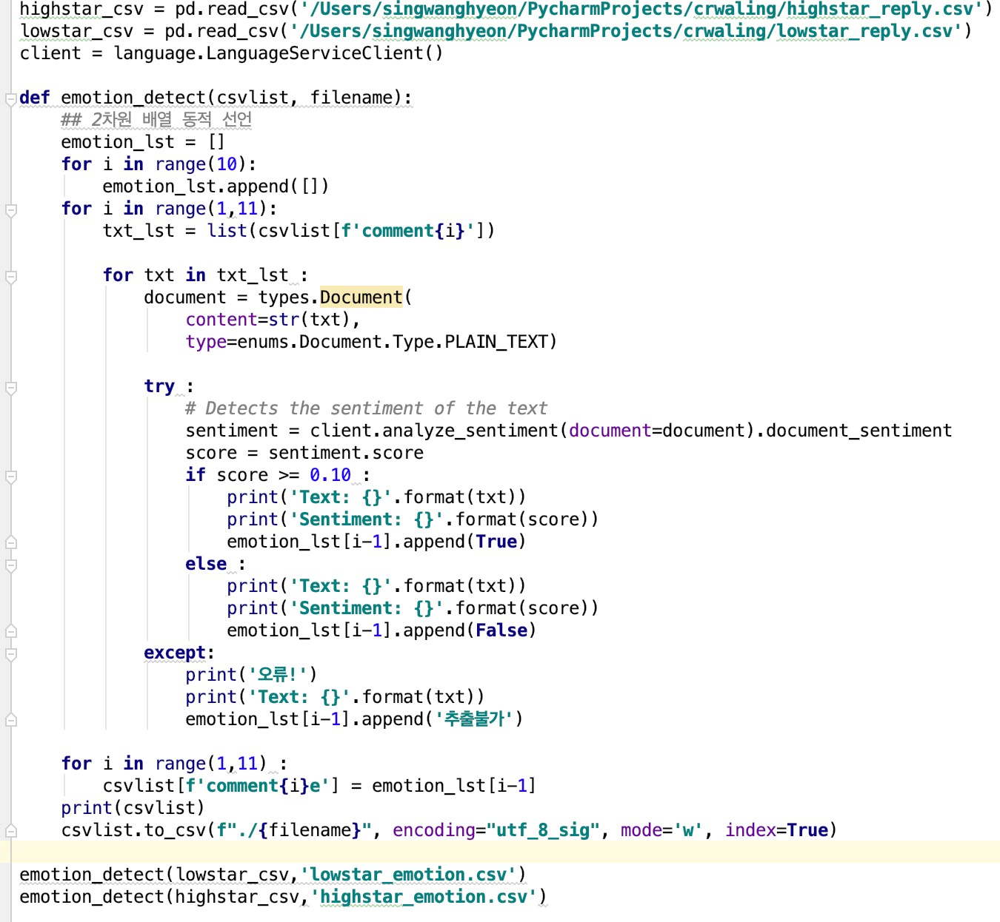 highstar_csv = pd.read_csv('/Users/singwanghyeon/PycharmProjects/crwaling/highstar_reply.csv')
lowstar_csv = pd.read_csv('/Users/singwanghyeon/PycharmProjects/crwaling/lowstar_reply.csv')
client = language.LanguageServiceClient()

def emotion_detect(csvlist, filename):
    ## 2차원 배열 동적 선언
    emotion_lst = []
    for i in range(10):
        emotion_lst.append([])
    for i in range(1,11):
        txt_lst = list(csvlist[f'comment{i}'])

        for txt in txt_lst :
            document = types.Document(
                content=str(txt),
                type=enums.Document.Type.PLAIN_TEXT)

            try :
                # Detects the sentiment of the text
                sentiment = client.analyze_sentiment(document=document).document_sentiment
                score = sentiment.score
                if score >= 0.10 :
                    print('Text: {}'.format(txt))
                    print('Sentiment: {}'.format(score))
                    emotion_lst[i-1].append(True)
                else :
                    print('Text: {}'.format(txt))
                    print('Sentiment: {}'.format(score))
                    emotion_lst[i-1].append(False)
            except:
                print('오류!')
                print('Text: {}'.format(txt))
                emotion_lst[i-1].append('추출불가')

    for i in range(1,11) :
        csvlist[f'comment{i}e'] = emotion_lst[i-1]
    print(csvlist)
    csvlist.to_csv(f"./{filename}", encoding="utf_8_sig", mode='w', index=True)

emotion_detect(lowstar_csv,'lowstar_emotion.csv')
emotion_detect(highstar_csv,'highstar_emotion.csv')